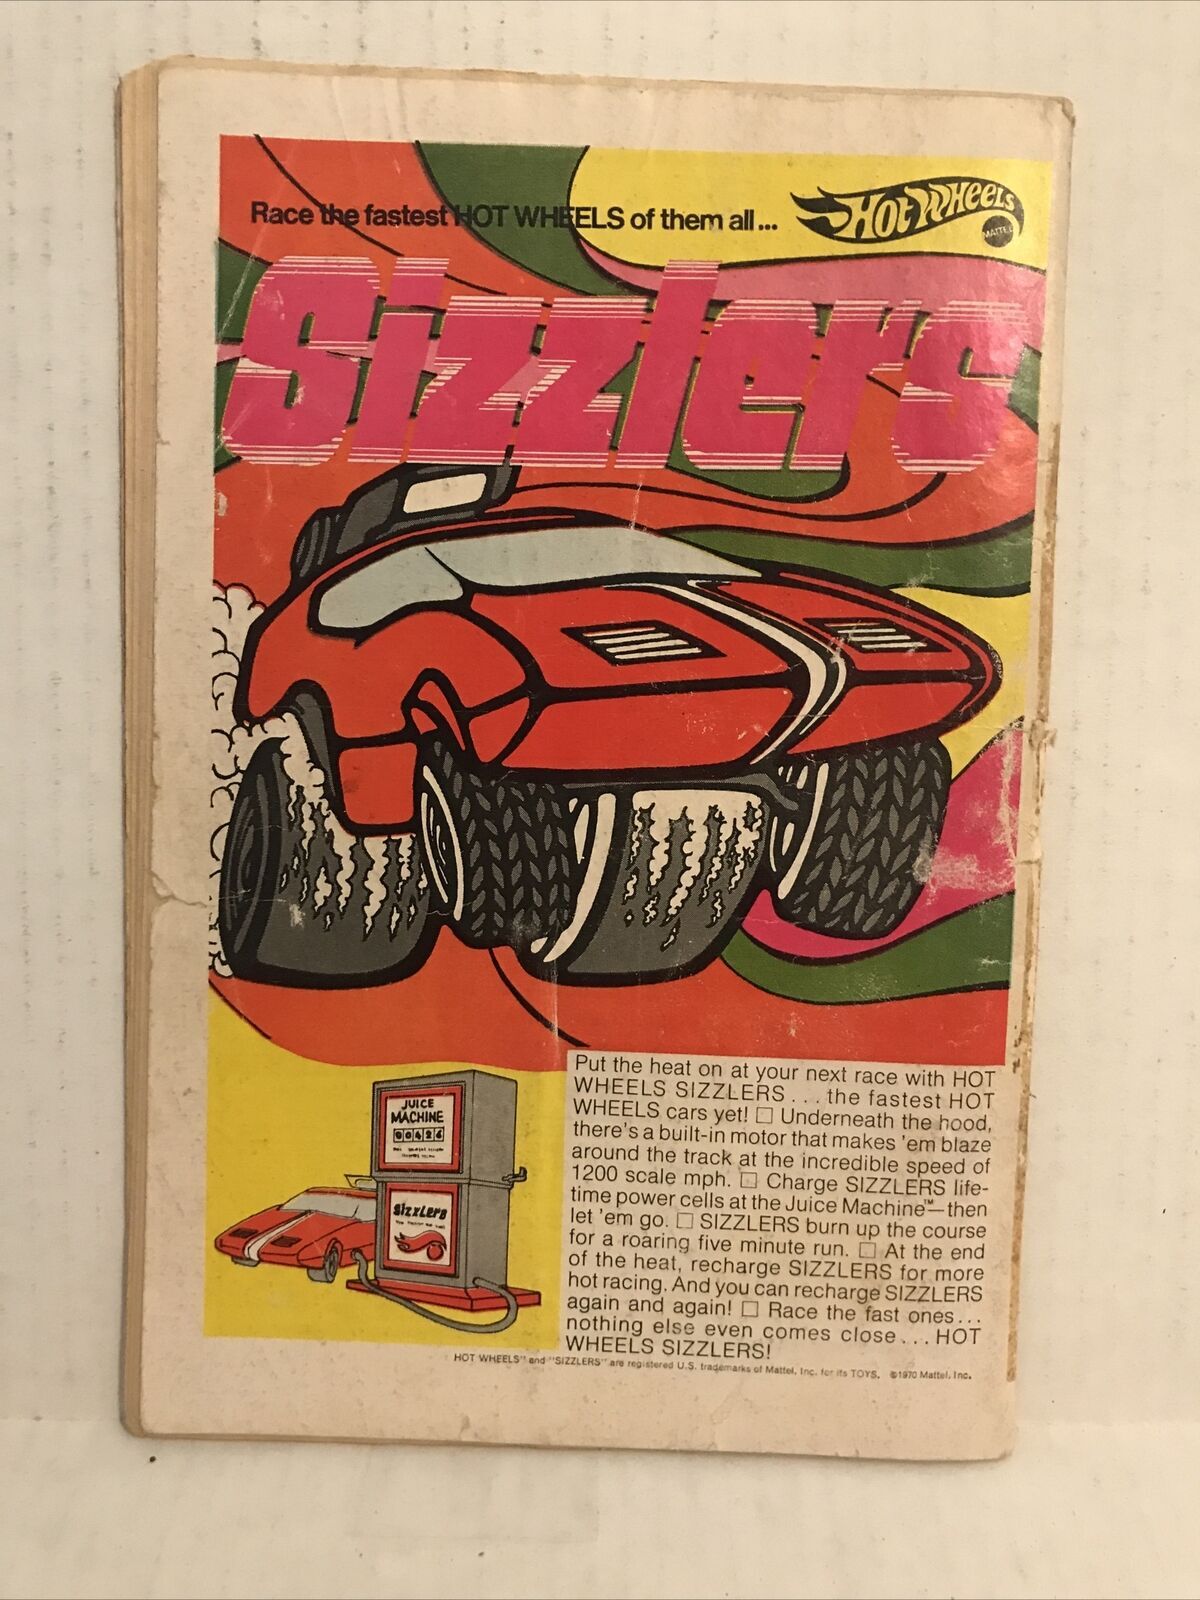 Race the fastest HOT WHEELS of them all...
Hot Wheels
MATTEL
Sizzlers
JUICE
MACHINE
00426
Sizzlers
Put the heat on at your next race with HOT
WHEELS SIZZLERS . . . the fastest HOT
WHEELS cars yet! □ Underneath the hood,
there's a built-in motor that makes 'em blaze
around the track at the incredible speed of
1200 scale mph. □ Charge SIZZLERS life-
time power cells at the Juice Machine™—then
let 'em go. □ SIZZLERS burn up the course
for a roaring five minute run. □ At the end
of the heat, recharge SIZZLERS for more
hot racing. And you can recharge SIZZLERS
again and again! □ Race the fast ones...
nothing else even comes close . . . HOT
WHEELS SIZZLERS!
HOT WHEELS" and "SIZZLERS" are registered U.S. trademarks of Mattel, Inc. for its TOYS. ©1970 Mattel, Inc.